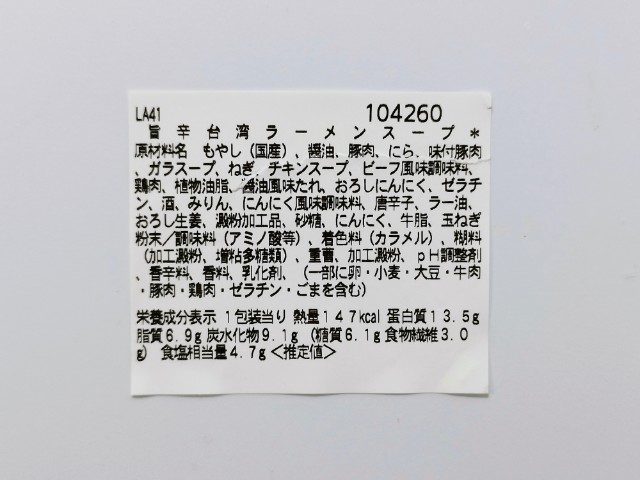 LA41 104260
旨辛台湾ラーメンスープ*
原材料名 もやし（国産）、醤油、豚肉、にら、味付豚肉
、ガラスープ、ねぎ、チキンスープ、ビーフ風味調味料、
鶏肉、植物油脂、醤油風味たれ、おろしにんにく、ゼラチ
ン、酒、みりん、にんにく風味調味料、唐辛子、ラー油、
おろし生姜、澱粉加工品、砂糖、にんにく、牛脂、玉ねぎ
粉末／調味料（アミノ酸等）、着色料（カラメル）、糊料
（加工澱粉、増粘多糖類）、重曹、加工澱粉、ｐＨ調整剤
、香辛料、香料、乳化剤、（一部に卵・小麦・大豆・牛肉
・豚肉・鶏肉・ゼラチン・ごまを含む）
栄養成分表示 １包装当り 熱量１４７kcal 蛋白質１３.５g
脂質６.９g 炭水化物９.１g （糖質６.１g 食物繊維３.０
g） 食塩相当量４.７g＜推定値＞